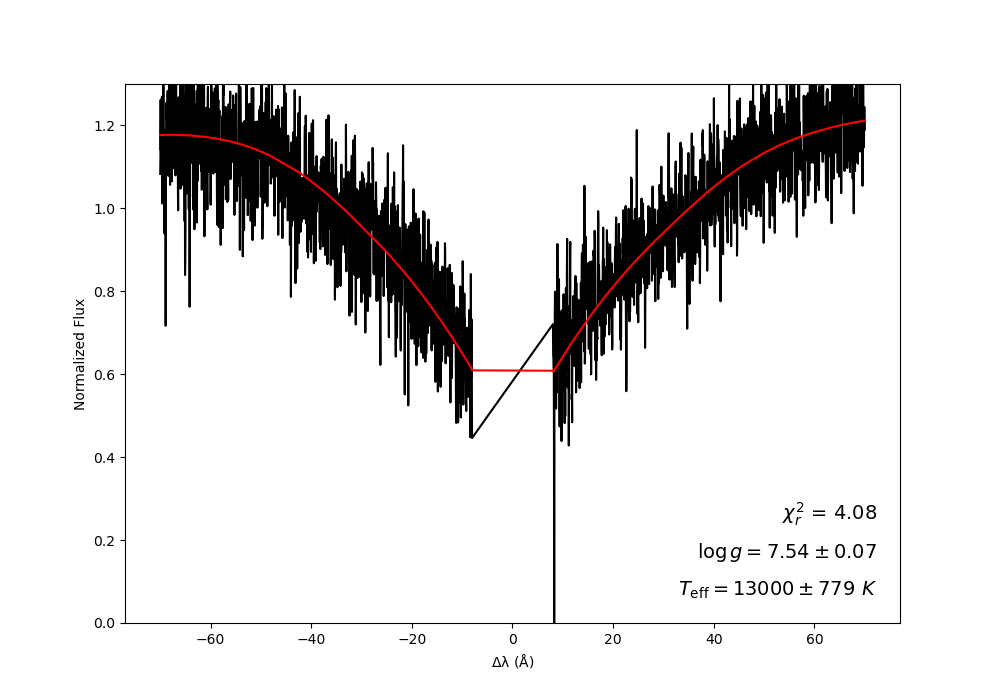 1.2
1.0
0.8
0.6
0.4
0.2
0.0
Normalized Flux
χ²ᵣ = 4.08
log g = 7.54 ± 0.07
T_eff = 13000 ± 779 K
−60
−40
−20
0
20
40
60
Δλ (Å)